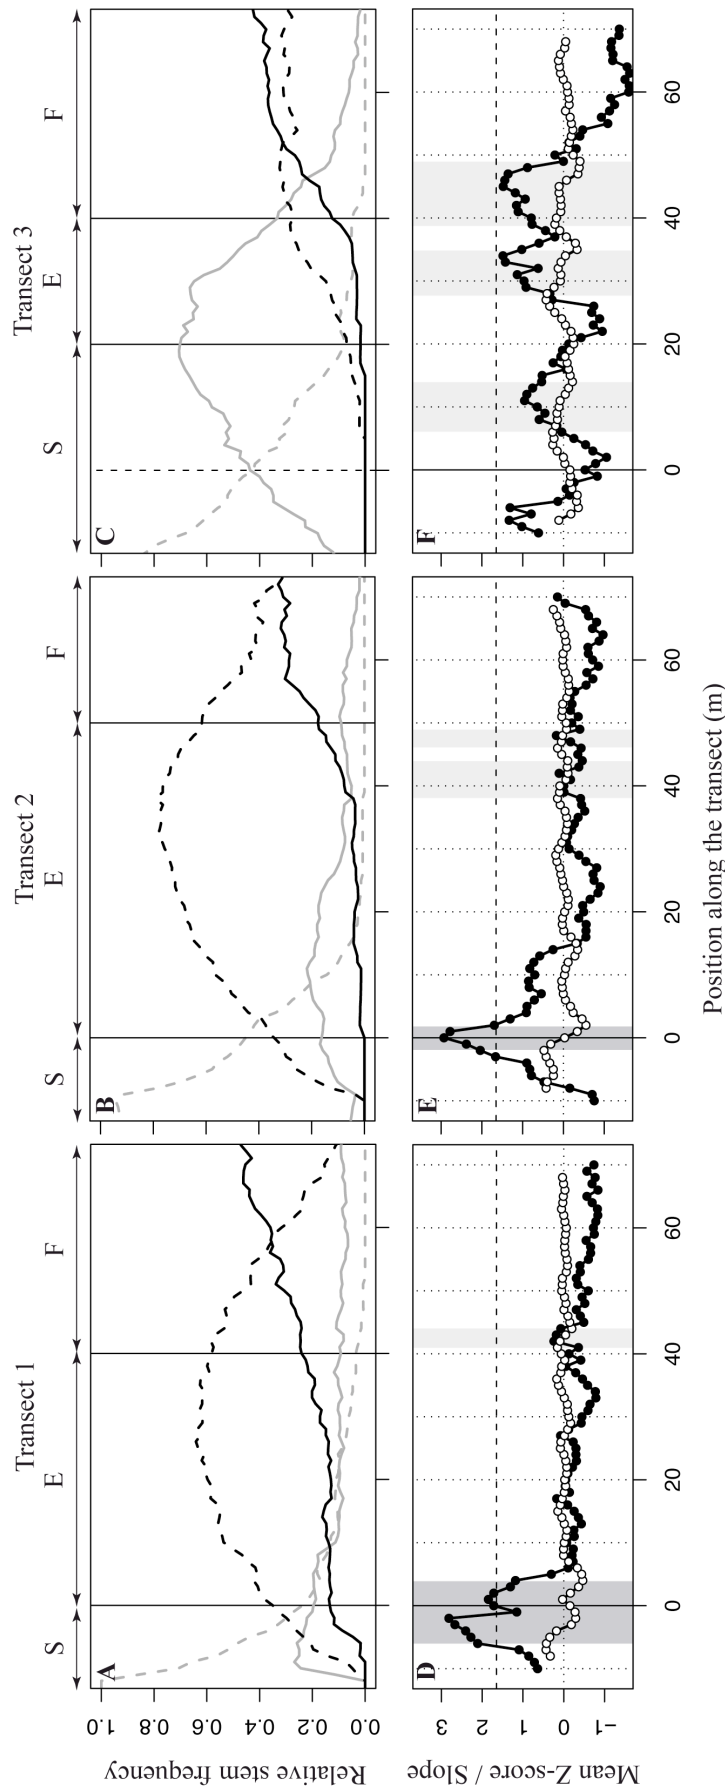 Transect 1
Transect 2
Transect 3
S E F
S E F
S E F
A
B
C
Relative stem frequency
1.0
0.8
0.6
0.4
0.2
0.0
D
E
F
Mean Z-score / Slope
3
2
1
0
−1
0 20 40 60
0 20 40 60
0 20 40 60
Position along the transect (m)